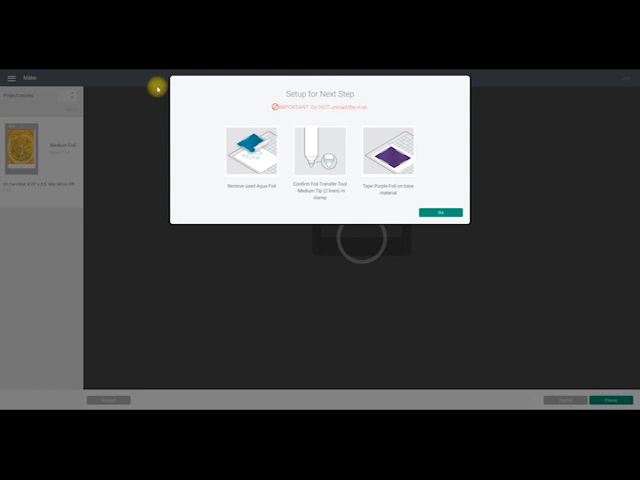 Make
Project copies
Medium Foil
Setup for Next Step
IMPORTANT: Do NOT unload the mat.
Remove used Aqua Foil
Confirm Foil Transfer Tool
- Medium Tip (2 lines) in
clamp
Tape Purple Foil on base
material
Go
Pause